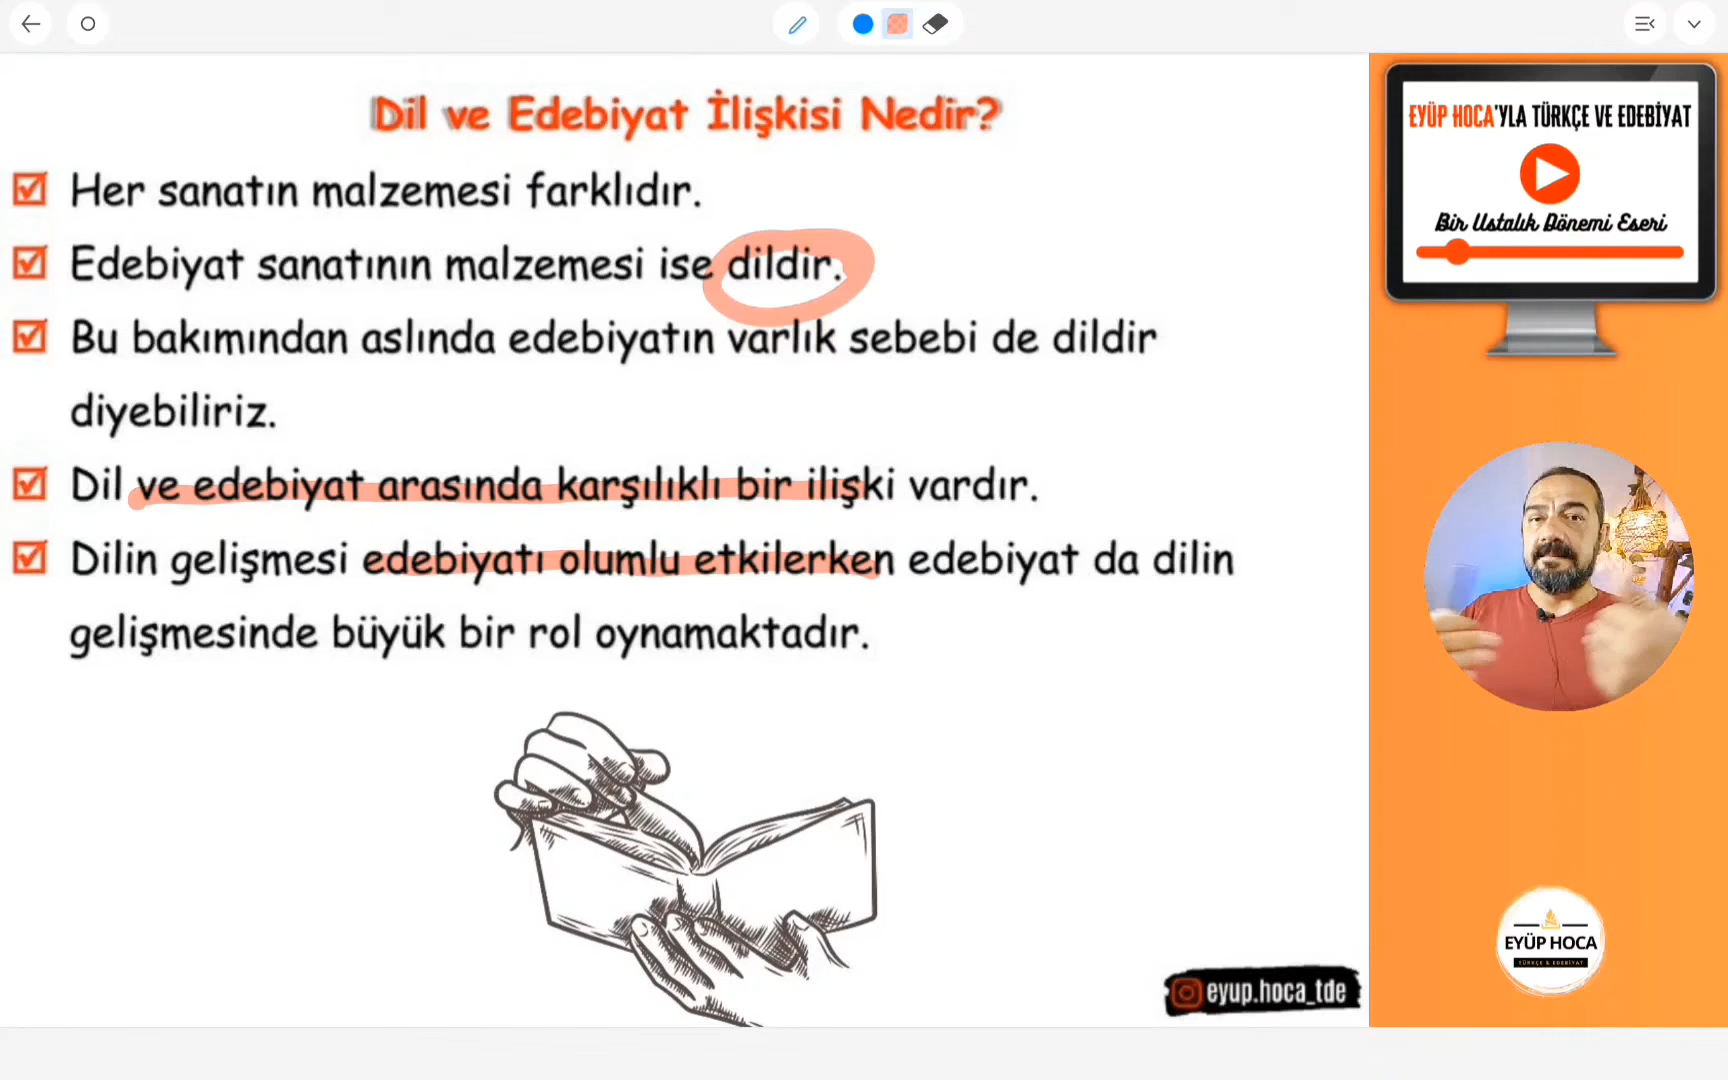 Dil ve Edebiyat İlişkisi Nedir?
Her sanatın malzemesi farklıdır.
Edebiyat sanatının malzemesi ise dildir.
Bu bakımından aslında edebiyatın varlık sebebi de dildir
diyebiliriz.
Dil ve edebiyat arasında karşılıklı bir ilişki vardır.
Dilin gelişmesi edebiyatı olumlu etkilerken edebiyat da dilin
gelişmesinde büyük bir rol oynamaktadır.
eyup.hoca_tde
EYÜP HOCA'YLA TÜRKÇE VE EDEBİYAT
Bir Ustalık Dönemi Eseri
EYÜP HOCA
TÜRKÇE & EDEBİYAT